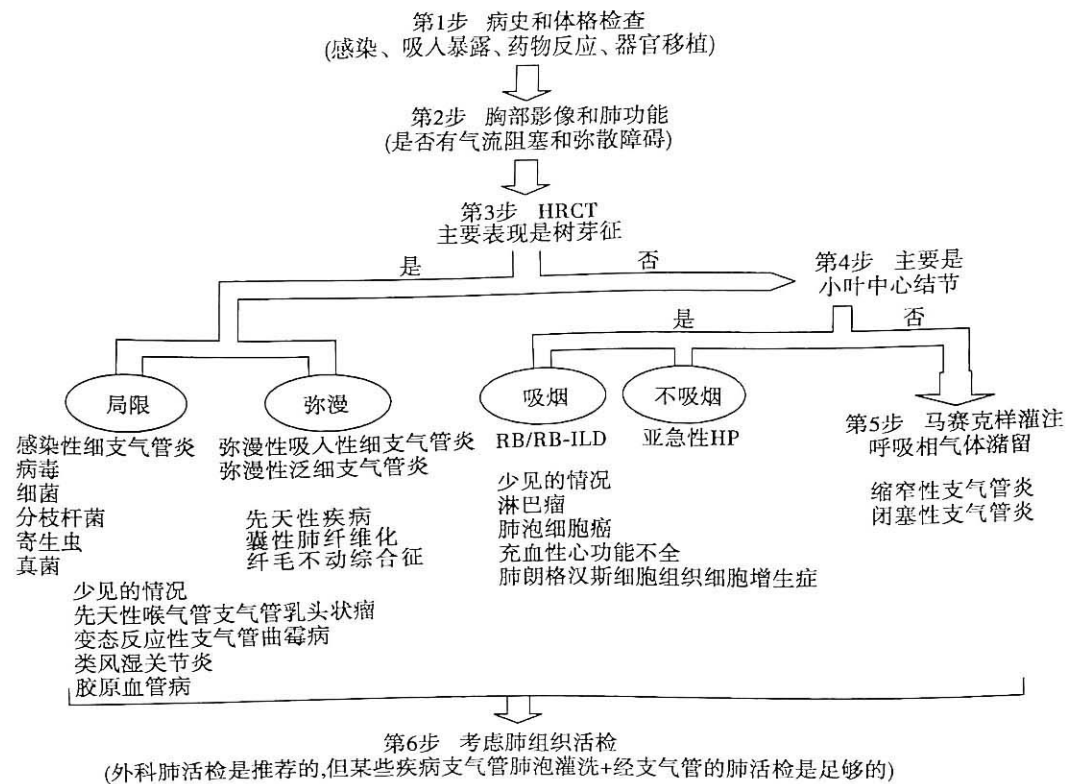 第1步 病史和体格检查
(感染、吸入暴露、药物反应、器官移植)
第2步 胸部影像和肺功能
(是否有气流阻塞和弥散障碍)
第3步 HRCT
主要表现是树芽征
是
否
第4步 主要是
小叶中心结节
是
否
局限
弥漫
吸烟
不吸烟
第5步 马赛克样灌注
呼吸相气体潴留
感染性细支气管炎
病毒
细菌
分枝杆菌
寄生虫
真菌
弥漫性吸入性细支气管炎
弥漫性泛细支气管炎
先天性疾病
囊性肺纤维化
纤毛不动综合征
RB/RB-ILD
亚急性HP
少见的情况
淋巴瘤
肺泡细胞癌
充血性心功能不全
肺朗格汉斯细胞组织细胞增生症
缩窄性支气管炎
闭塞性支气管炎
少见的情况
先天性喉气管支气管乳头状瘤
变态反应性支气管曲霉病
类风湿关节炎
胶原血管病
第6步 考虑肺组织活检
(外科肺活检是推荐的,但某些疾病支气管肺泡灌洗+经支气管的肺活检是足够的)